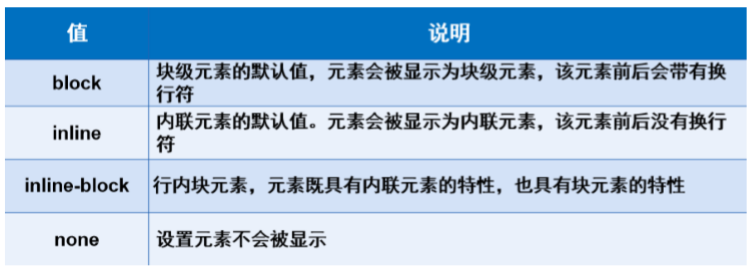 值 说明
block 块级元素的默认值，元素会被显示为块级元素，该元素前后会带有换
行符
inline 内联元素的默认值。元素会被显示为内联元素，该元素前后没有换行
符
inline-block 行内块元素，元素既具有内联元素的特性，也具有块元素的特性
none 设置元素不会被显示